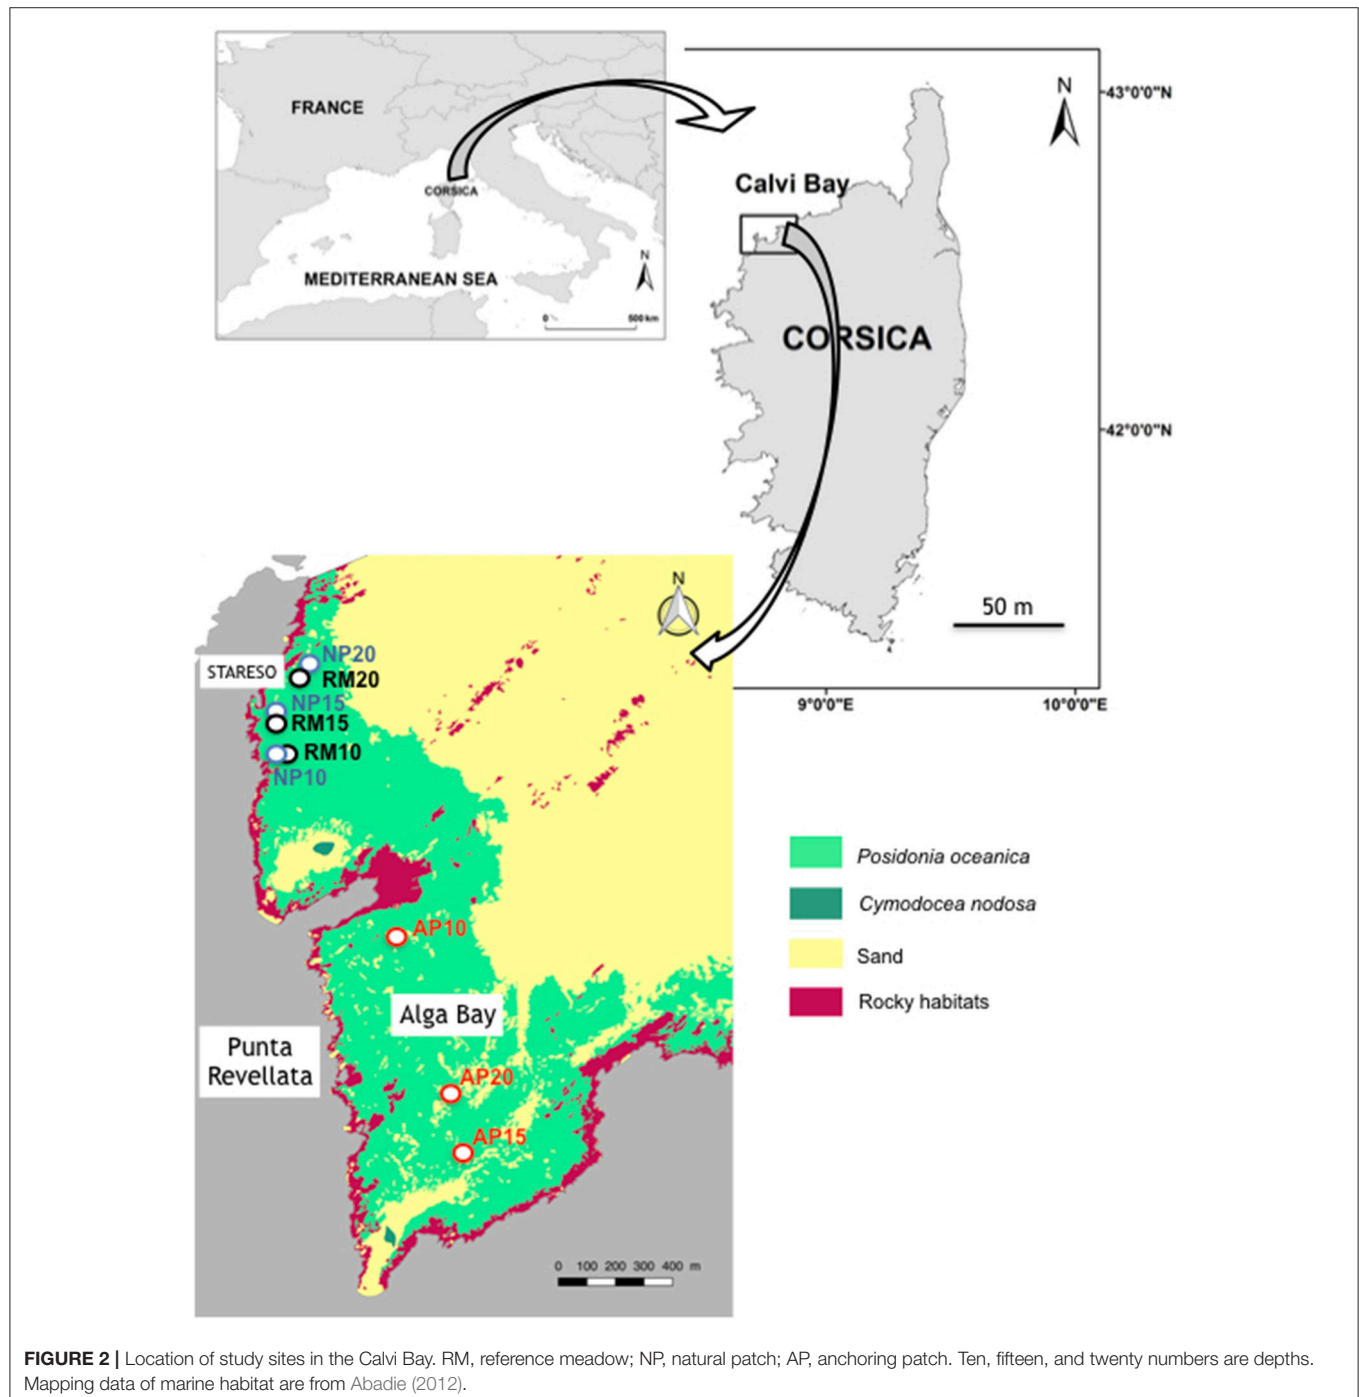 FRANCE
CORSICA
MEDITERRANEAN SEA
N
0
500 km
N
43°0'0"N
Calvi Bay
CORSICA
42°0'0"N
50 m
9°0'0"E
10°0'0"E
N
NP20
STARESO
RM20
NP15
RM15
RM10
NP10
AP10
Alga Bay
Punta
Revellata
AP20
AP15
0 100 200 300 400 m
Posidonia oceanica
Cymodocea nodosa
Sand
Rocky habitats
FIGURE 2 | Location of study sites in the Calvi Bay. RM, reference meadow; NP, natural patch; AP, anchoring patch. Ten, fifteen, and twenty numbers are depths.
Mapping data of marine habitat are from Abadie (2012).